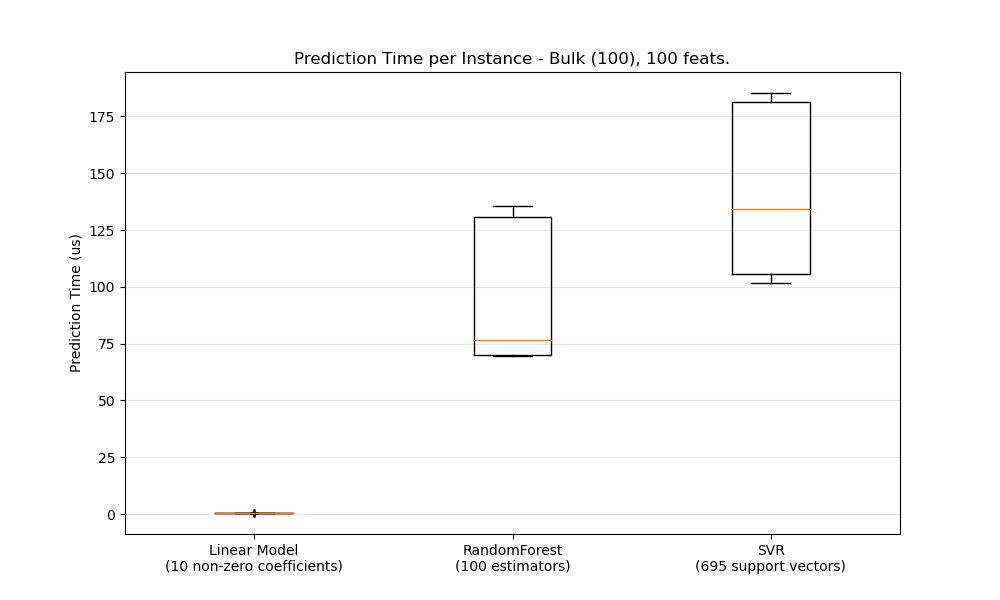 Prediction Time per Instance - Bulk (100), 100 feats.
Prediction Time (us)
175
150
125
100
75
50
25
0
Linear Model
(10 non-zero coefficients)
RandomForest
(100 estimators)
SVR
(695 support vectors)